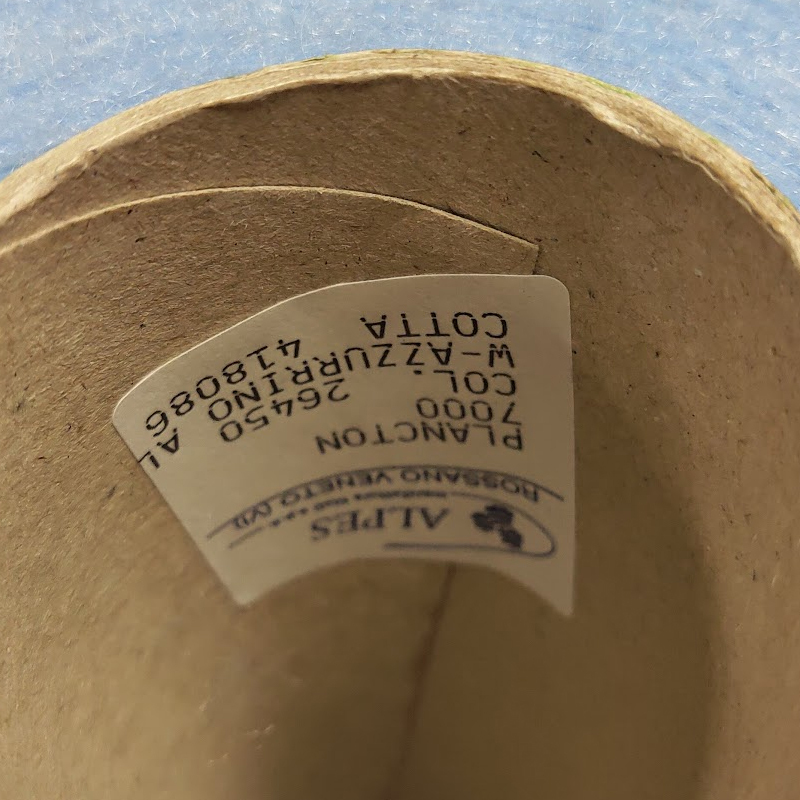 ALPES
ROSSANO VENETO (VI)
PLANCTON
7000
COL. 26450
W-AZZURRINO AL
COTTA 418086